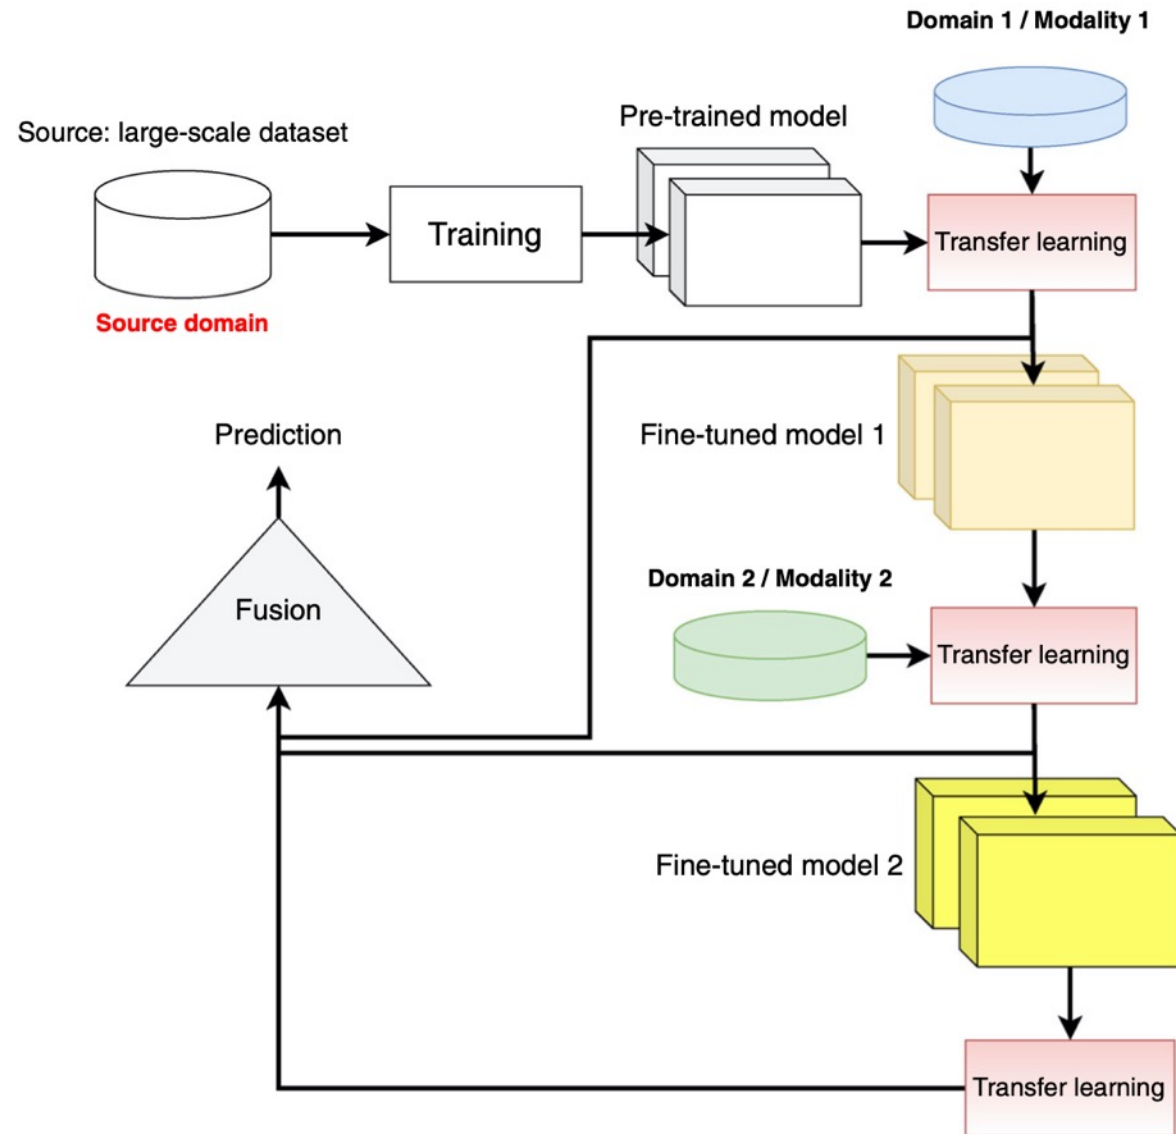 Domain 1 / Modality 1
Source: large-scale dataset
Pre-trained model
Training
Transfer learning
Source domain
Prediction
Fine-tuned model 1
Domain 2 / Modality 2
Fusion
Transfer learning
Fine-tuned model 2
Transfer learning